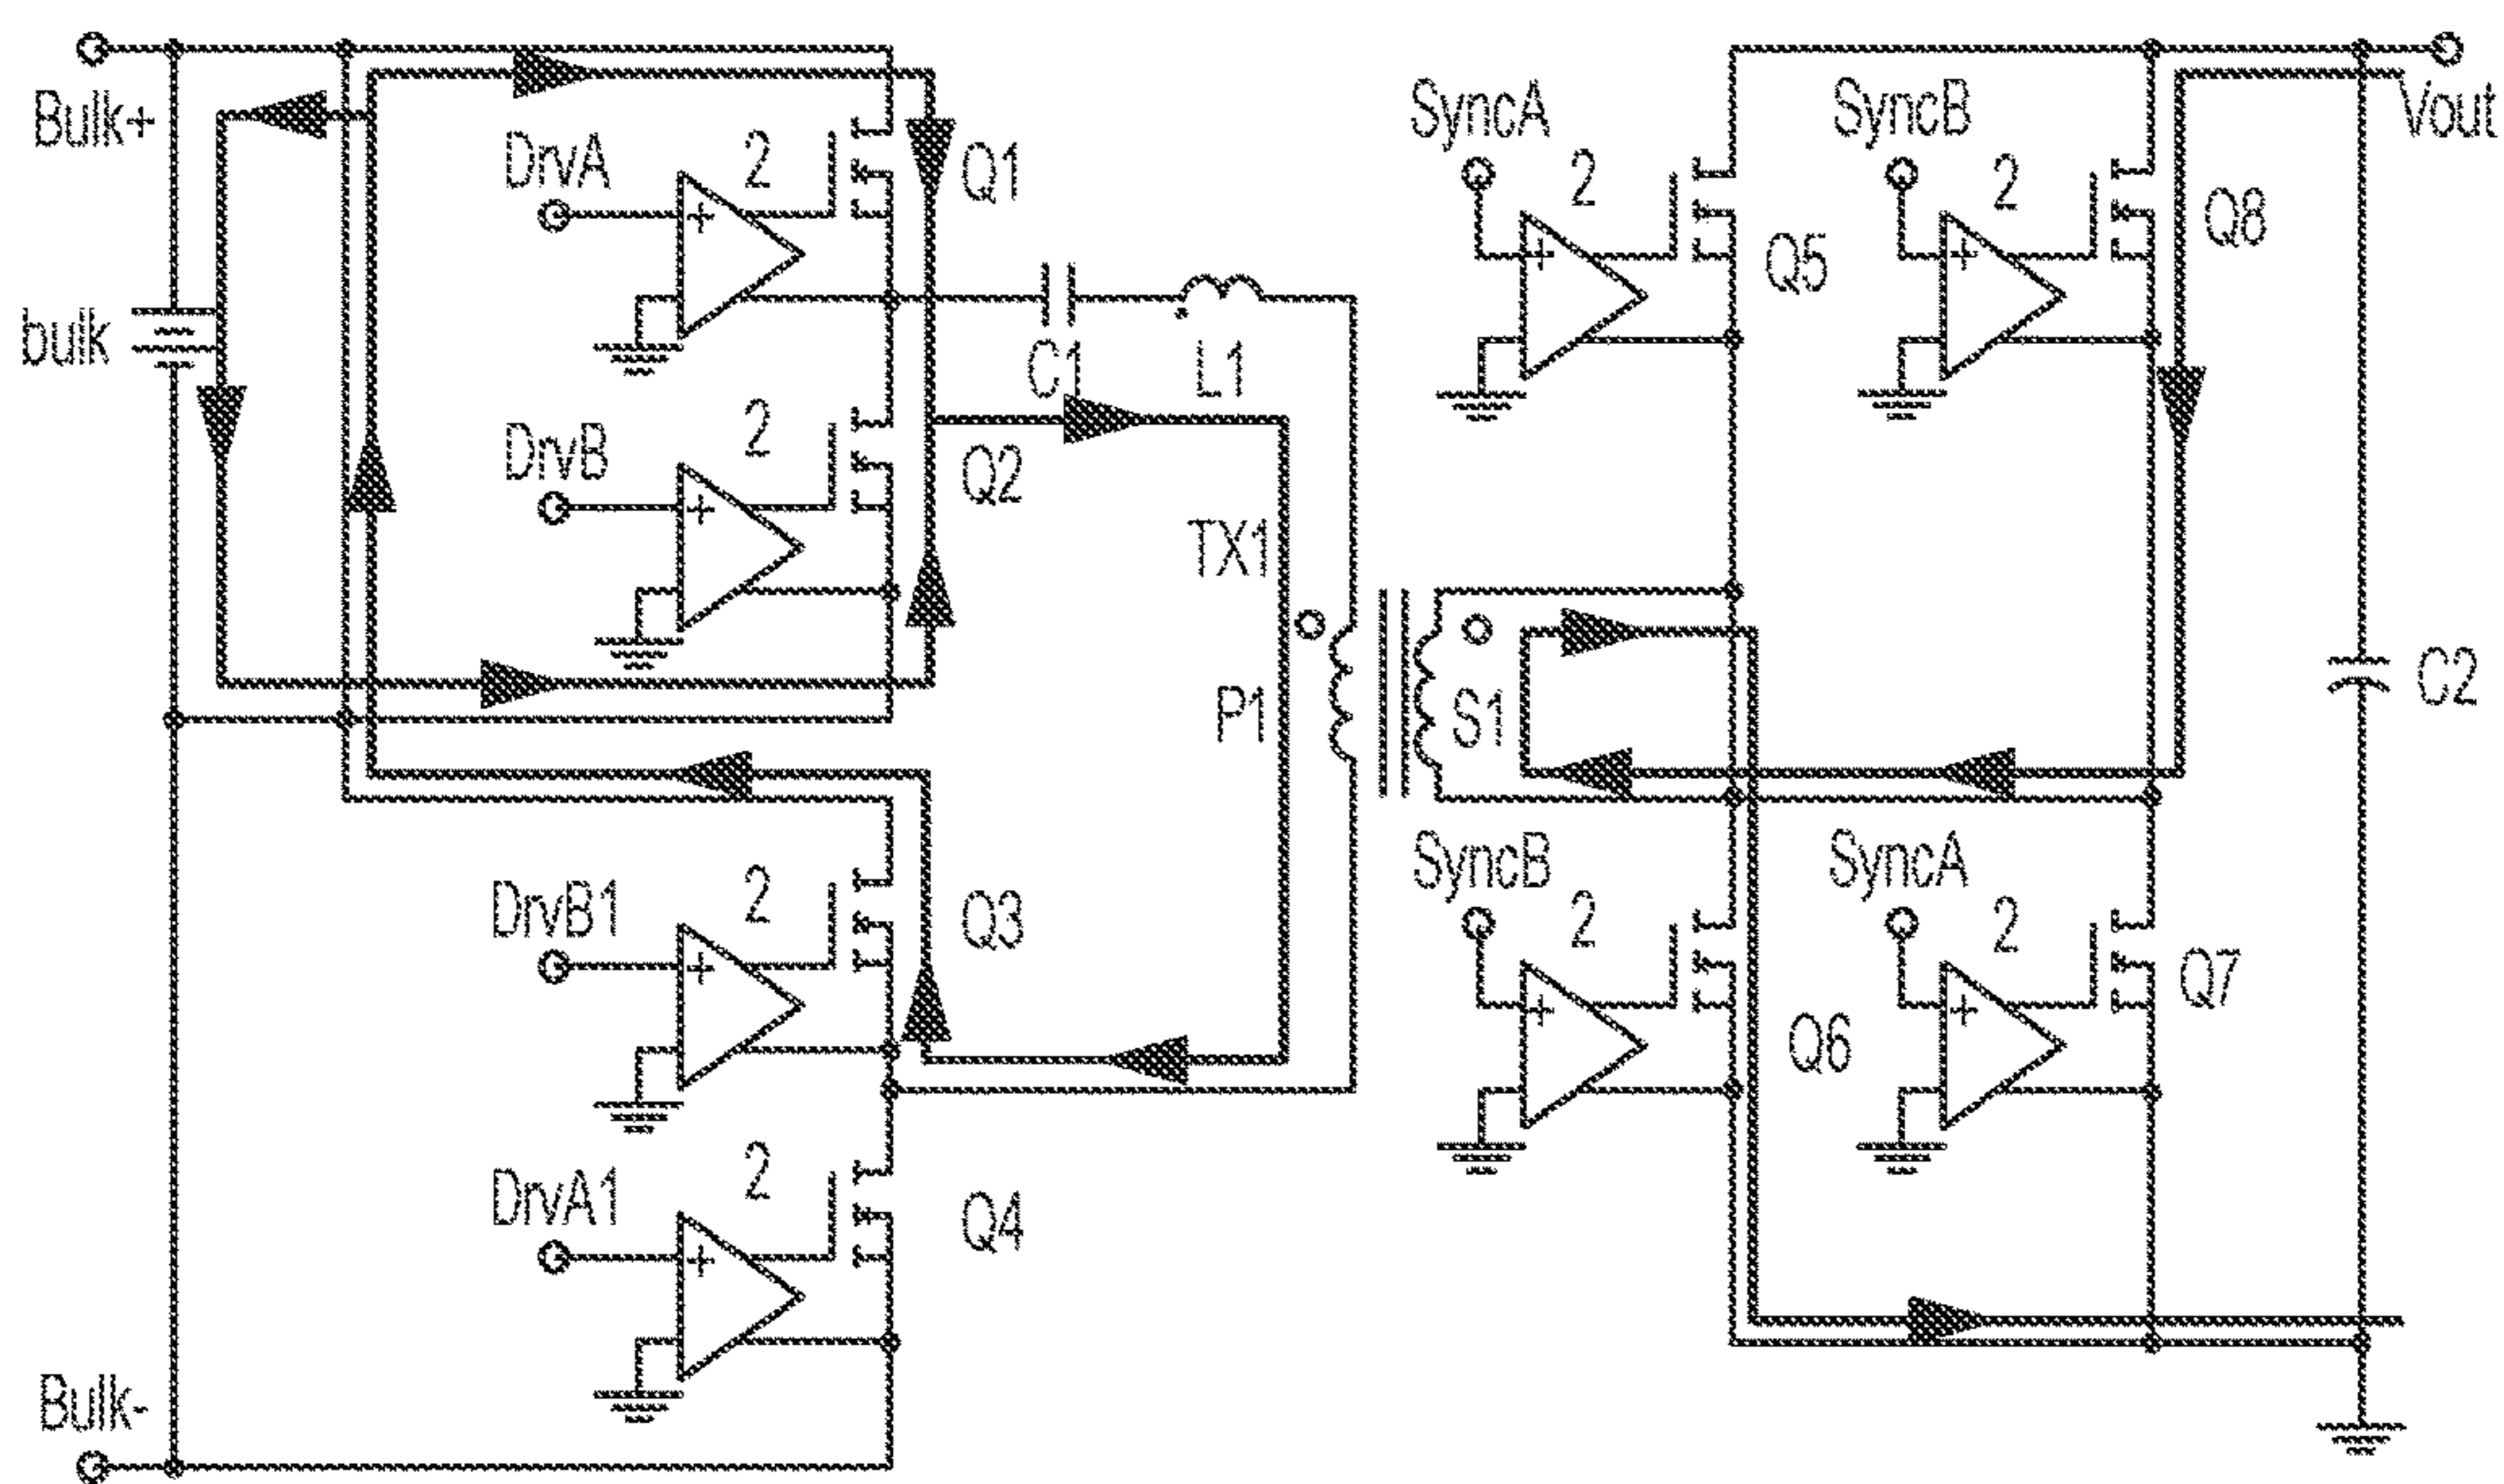 Bulk+
DrvA
2
Q1
SyncA
2
Q5
SyncB
2
Q8
Vout
bulk
C1
L1
DrvB
2
Q2
TX1
P1
S1
C2
DrvB1
2
Q3
SyncB
2
Q6
SyncA
2
Q7
DrvA1
2
Q4
Bulk-